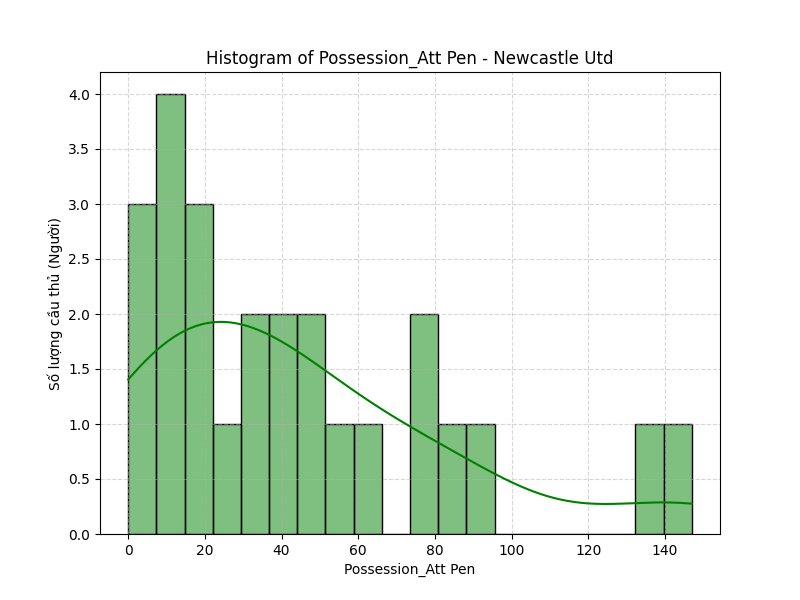 Histogram of Possession_Att Pen - Newcastle Utd
Số lượng cầu thủ (Người)
4.0
3.5
3.0
2.5
2.0
1.5
1.0
0.5
0.0
0 20 40 60 80 100 120 140
Possession_Att Pen